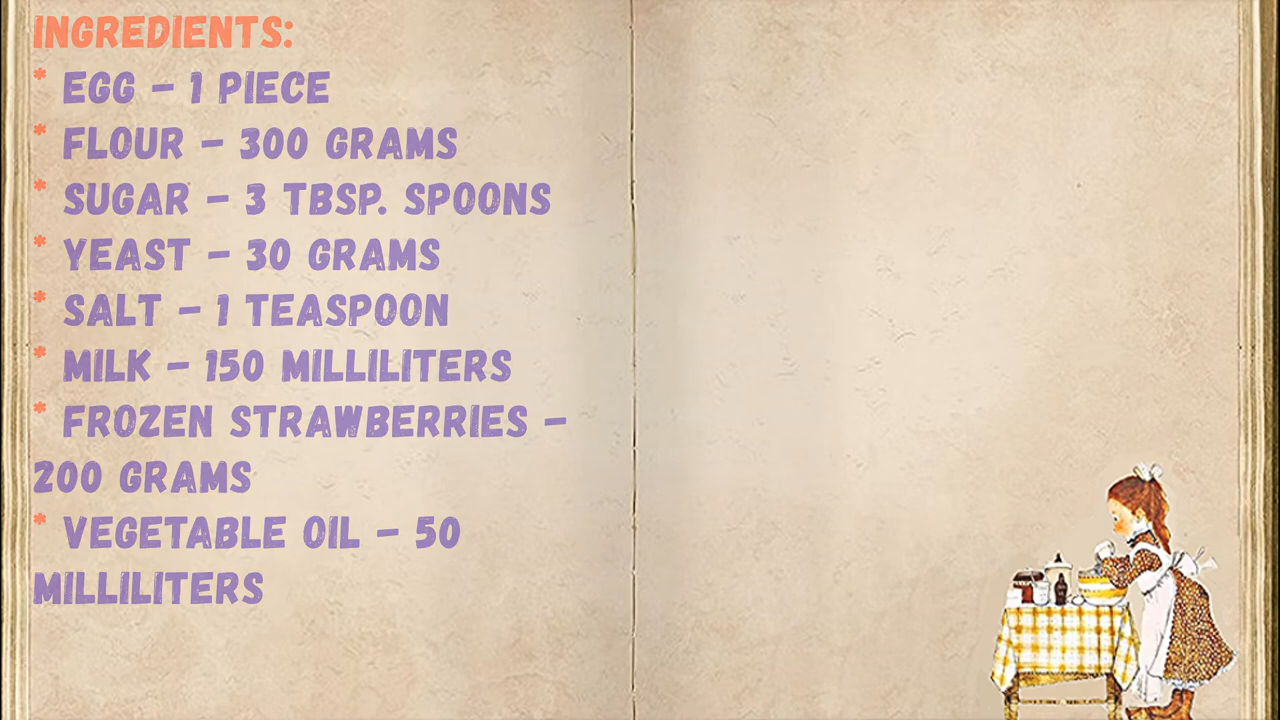 INGREDIENTS:
* EGG – 1 PIECE
* FLOUR – 300 GRAMS
* SUGAR – 3 TBSP. SPOONS
* YEAST – 30 GRAMS
* SALT – 1 TEASPOON
* MILK – 150 MILLILITERS
* FROZEN STRAWBERRIES –
200 GRAMS
* VEGETABLE OIL – 50
MILLILITERS